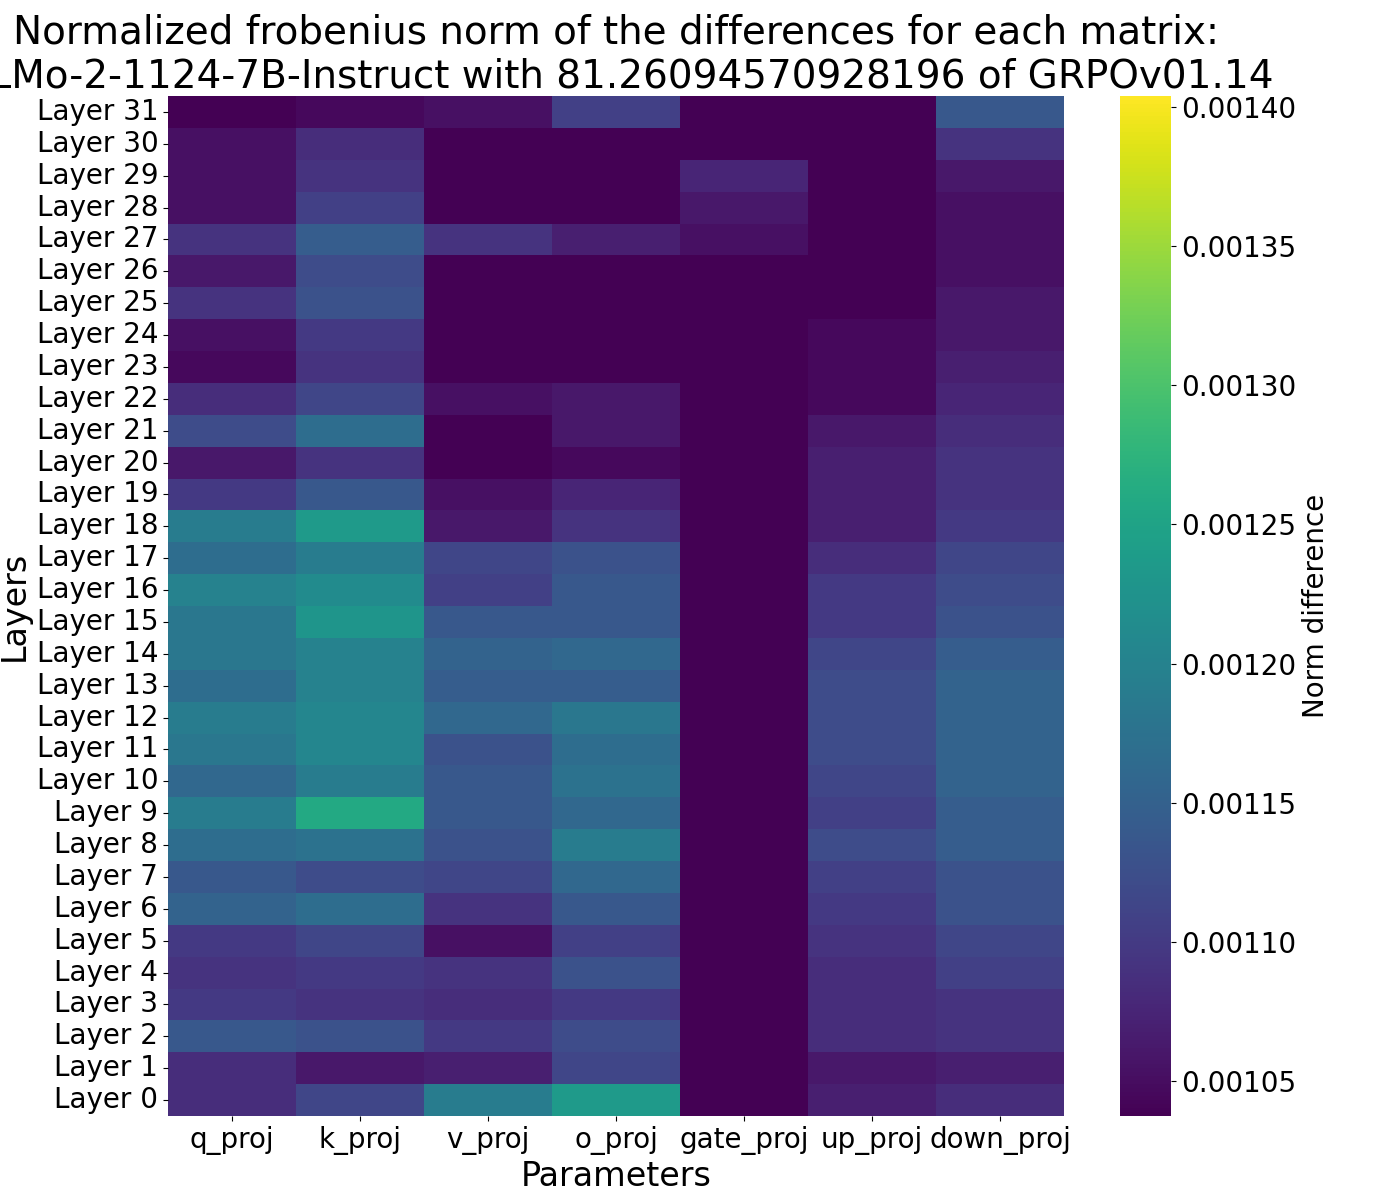 Normalized frobenius norm of the differences for each matrix:
LMo-2-1124-7B-Instruct with 81.26094570928196 of GRPOv01.14
Layer 31
Layer 30
Layer 29
Layer 28
Layer 27
Layer 26
Layer 25
Layer 24
Layer 23
Layer 22
Layer 21
Layer 20
Layer 19
Layer 18
Layer 17
Layer 16
Layer 15
Layer 14
Layer 13
Layer 12
Layer 11
Layer 10
Layer 9
Layer 8
Layer 7
Layer 6
Layer 5
Layer 4
Layer 3
Layer 2
Layer 1
Layer 0
Layers
q_proj
k_proj
v_proj
o_proj
gate_proj
up_proj
down_proj
Parameters
0.00140
0.00135
0.00130
0.00125
0.00120
0.00115
0.00110
0.00105
Norm difference